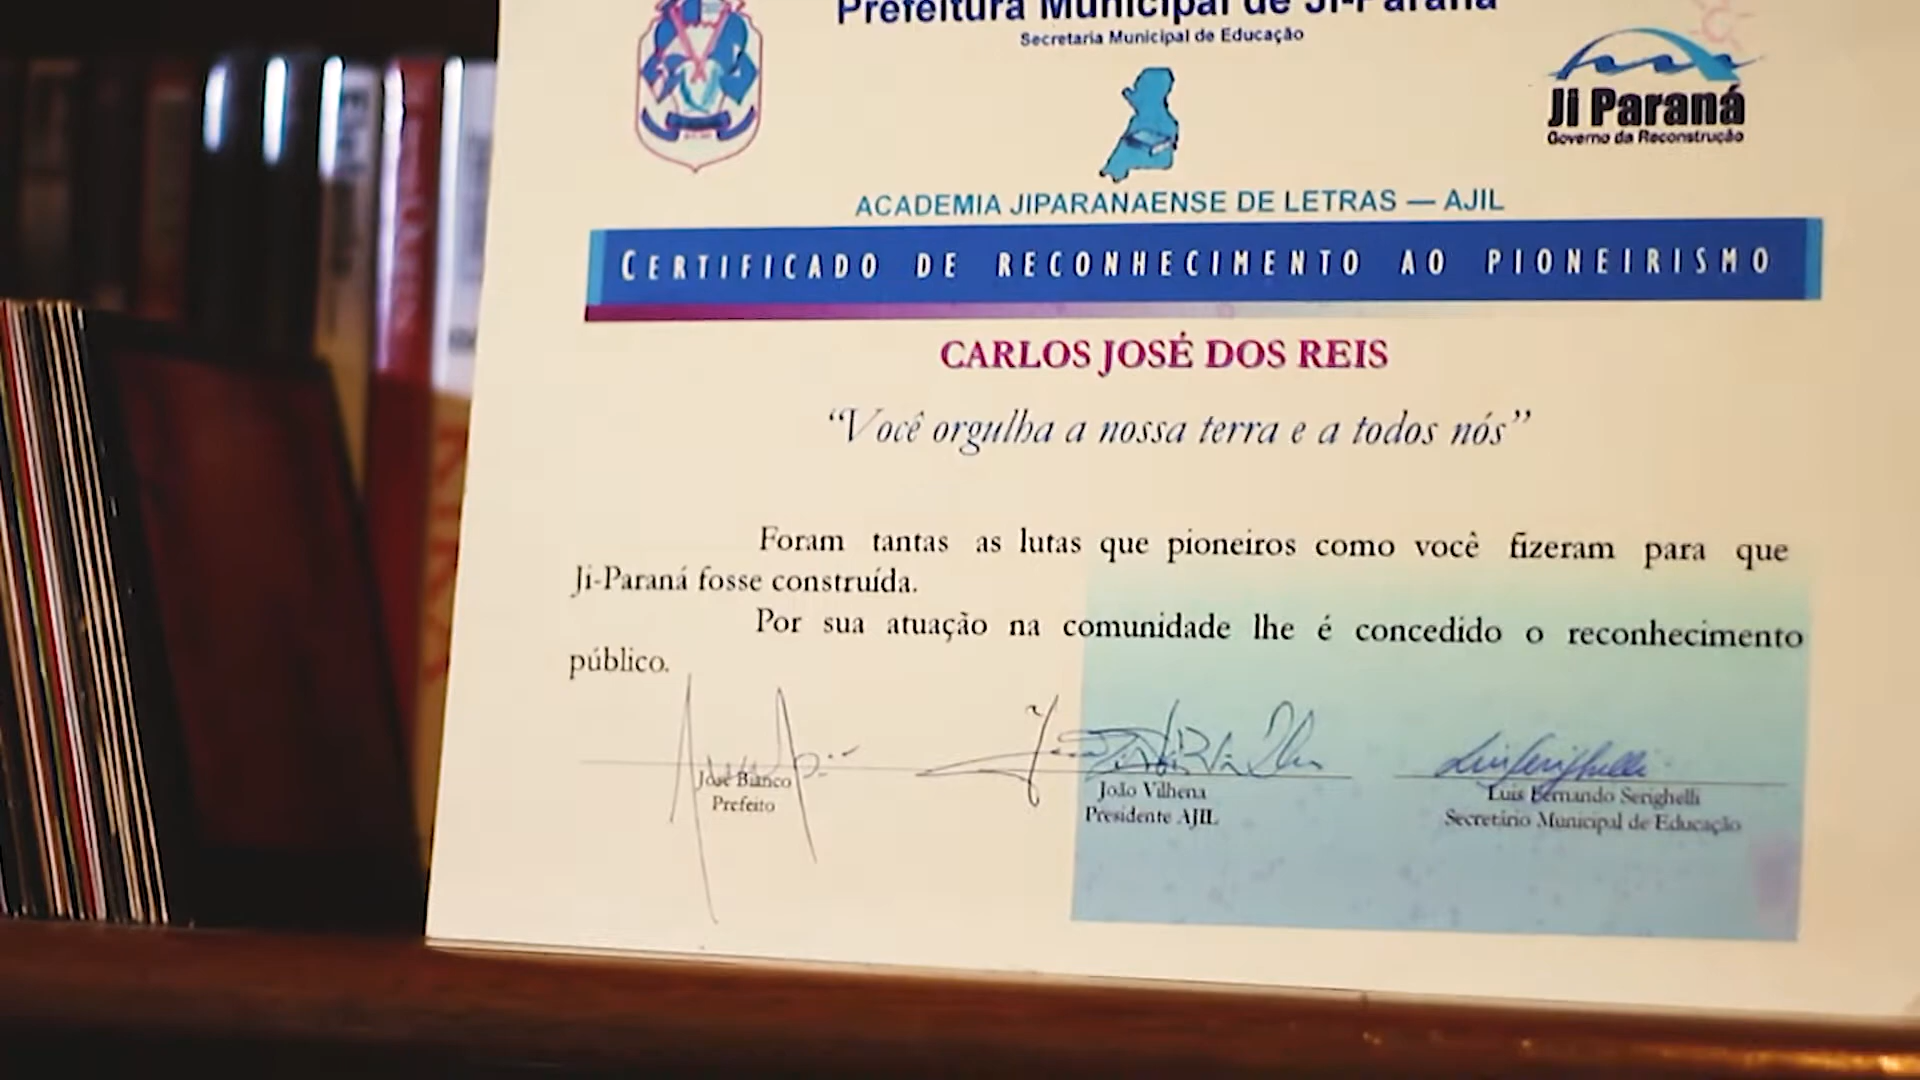 Prefeitura Municipal de Ji-Paraná
Secretaria Municipal de Educação
Ji Paraná
Governo da Reconstrução
ACADEMIA JIPARANAENSE DE LETRAS — AJIL
CERTIFICADO DE RECONHECIMENTO AO PIONEIRISMO
CARLOS JOSÉ DOS REIS
“Você orgulha a nossa terra e a todos nós”
Foram tantas as lutas que pioneiros como você fizeram para que
Ji-Paraná fosse construída.
Por sua atuação na comunidade lhe é concedido o reconhecimento
público.
José Bianco
Prefeito
João Vilhena
Presidente AJIL
Luis Fernando Serighelli
Secretário Municipal de Educação